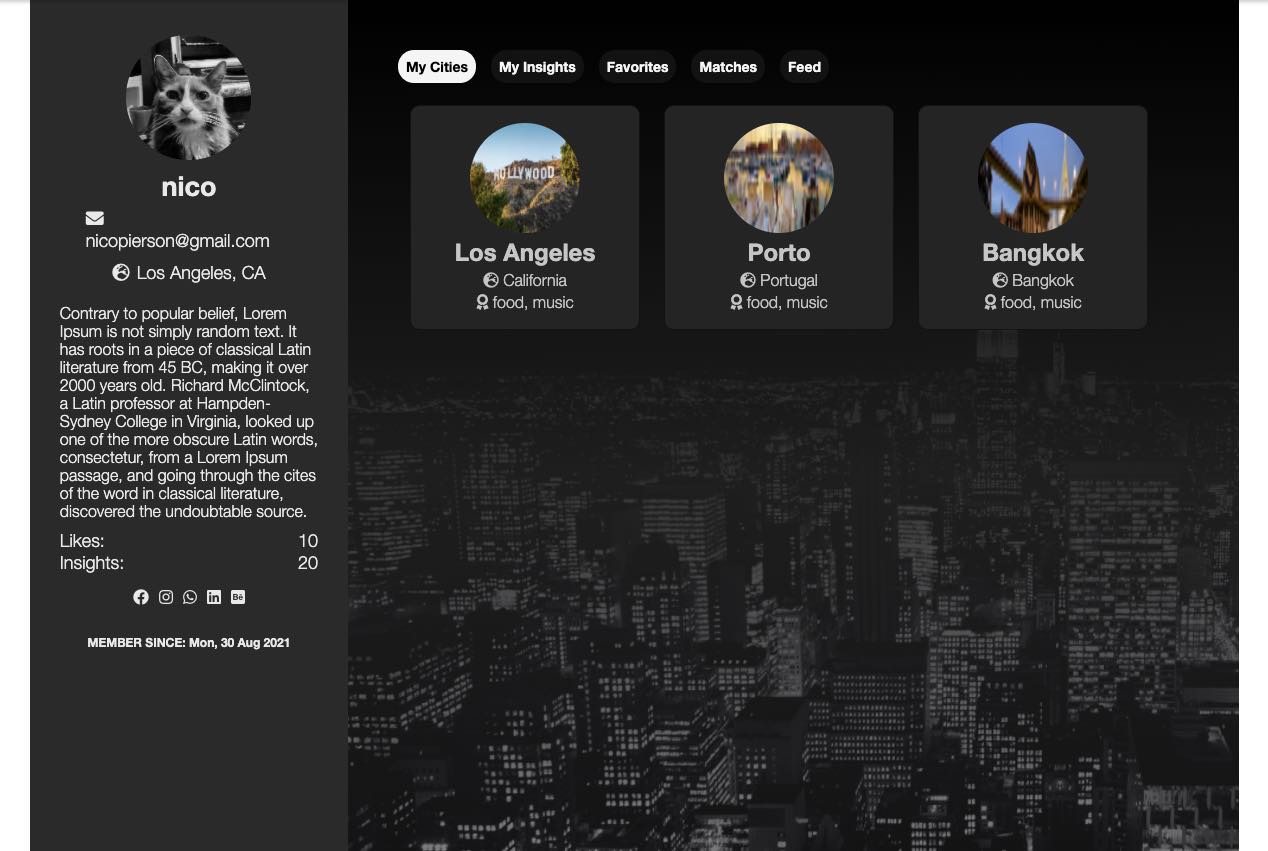 nico
nicopierson@gmail.com
Los Angeles, CA
Contrary to popular belief, Lorem
Ipsum is not simply random text. It
has roots in a piece of classical Latin
literature from 45 BC, making it over
2000 years old. Richard McClintock,
a Latin professor at Hampden-
Sydney College in Virginia, looked up
one of the more obscure Latin words,
consectetur, from a Lorem Ipsum
passage, and going through the cites
of the word in classical literature,
discovered the undoubtable source.
Likes: 10
Insights: 20
Bē
MEMBER SINCE: Mon, 30 Aug 2021
My Cities My Insights Favorites Matches Feed
HOLLYWOOD
Los Angeles
California
food, music
Porto
Portugal
food, music
Bangkok
Bangkok
food, music